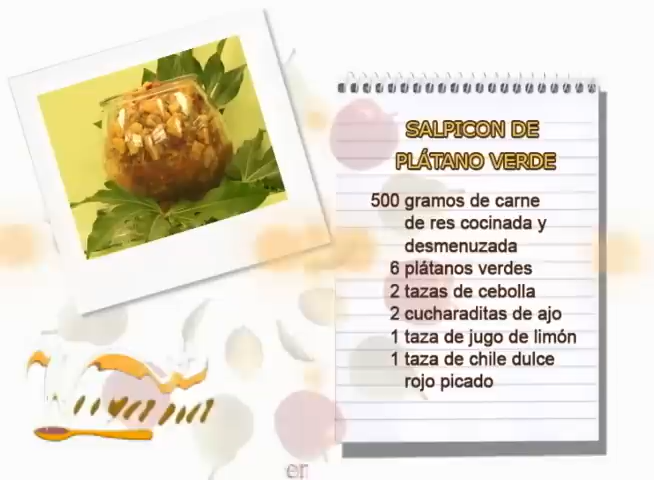 SALPICON DE
PLÁTANO VERDE
500 gramos de carne
de res cocinada y
desmenuzada
6 plátanos verdes
2 tazas de cebolla
2 cucharaditas de ajo
1 taza de jugo de limón
1 taza de chile dulce
rojo picado
en